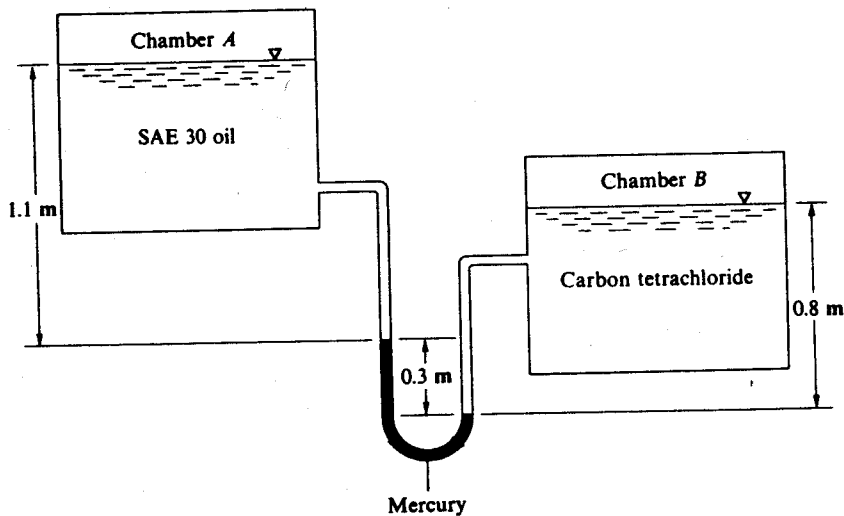 Chamber A
SAE 30 oil
1.1 m
Chamber B
Carbon tetrachloride
0.8 m
0.3 m
Mercury